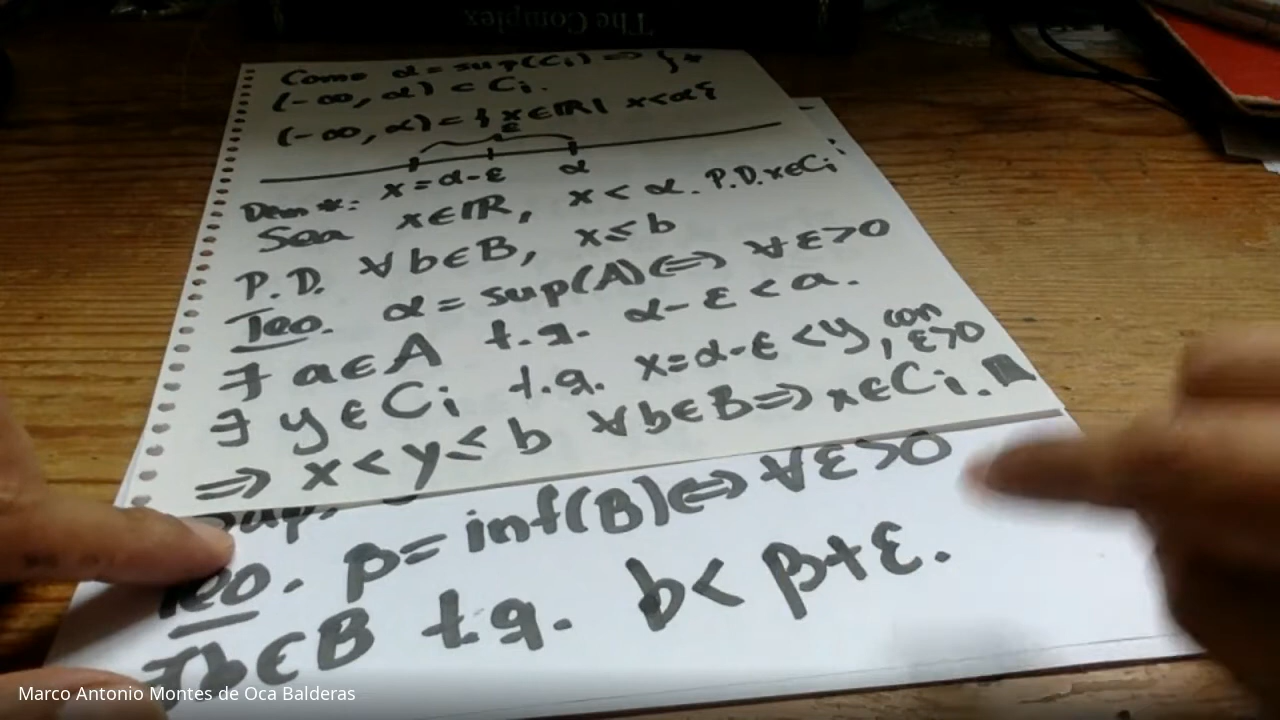 The Complex
Como α = sup(Ci) ⇒ } *
(-∞, α) ⊂ Ci.
(-∞, α) = { x∈ℝ | x<α}
ε
x = α-ε α
Dem *:
Sea x∈ℝ, x < α. P.D. x∈Ci
P.D. ∀b∈B, x≤b
Teo. α = sup(A) ⇔ ∀ε>0
∃ a∈A t.q. α-ε < a.
∃ y∈Ci t.q. x=α-ε < y, con ε>0
⇒ x<y≤b ∀b∈B ⇒ x∈Ci. ■
Sup.
Teo. β = inf(B) ⇔ ∀ε>0
∃b∈B t.q. b< β+ε.
Marco Antonio Montes de Oca Balderas